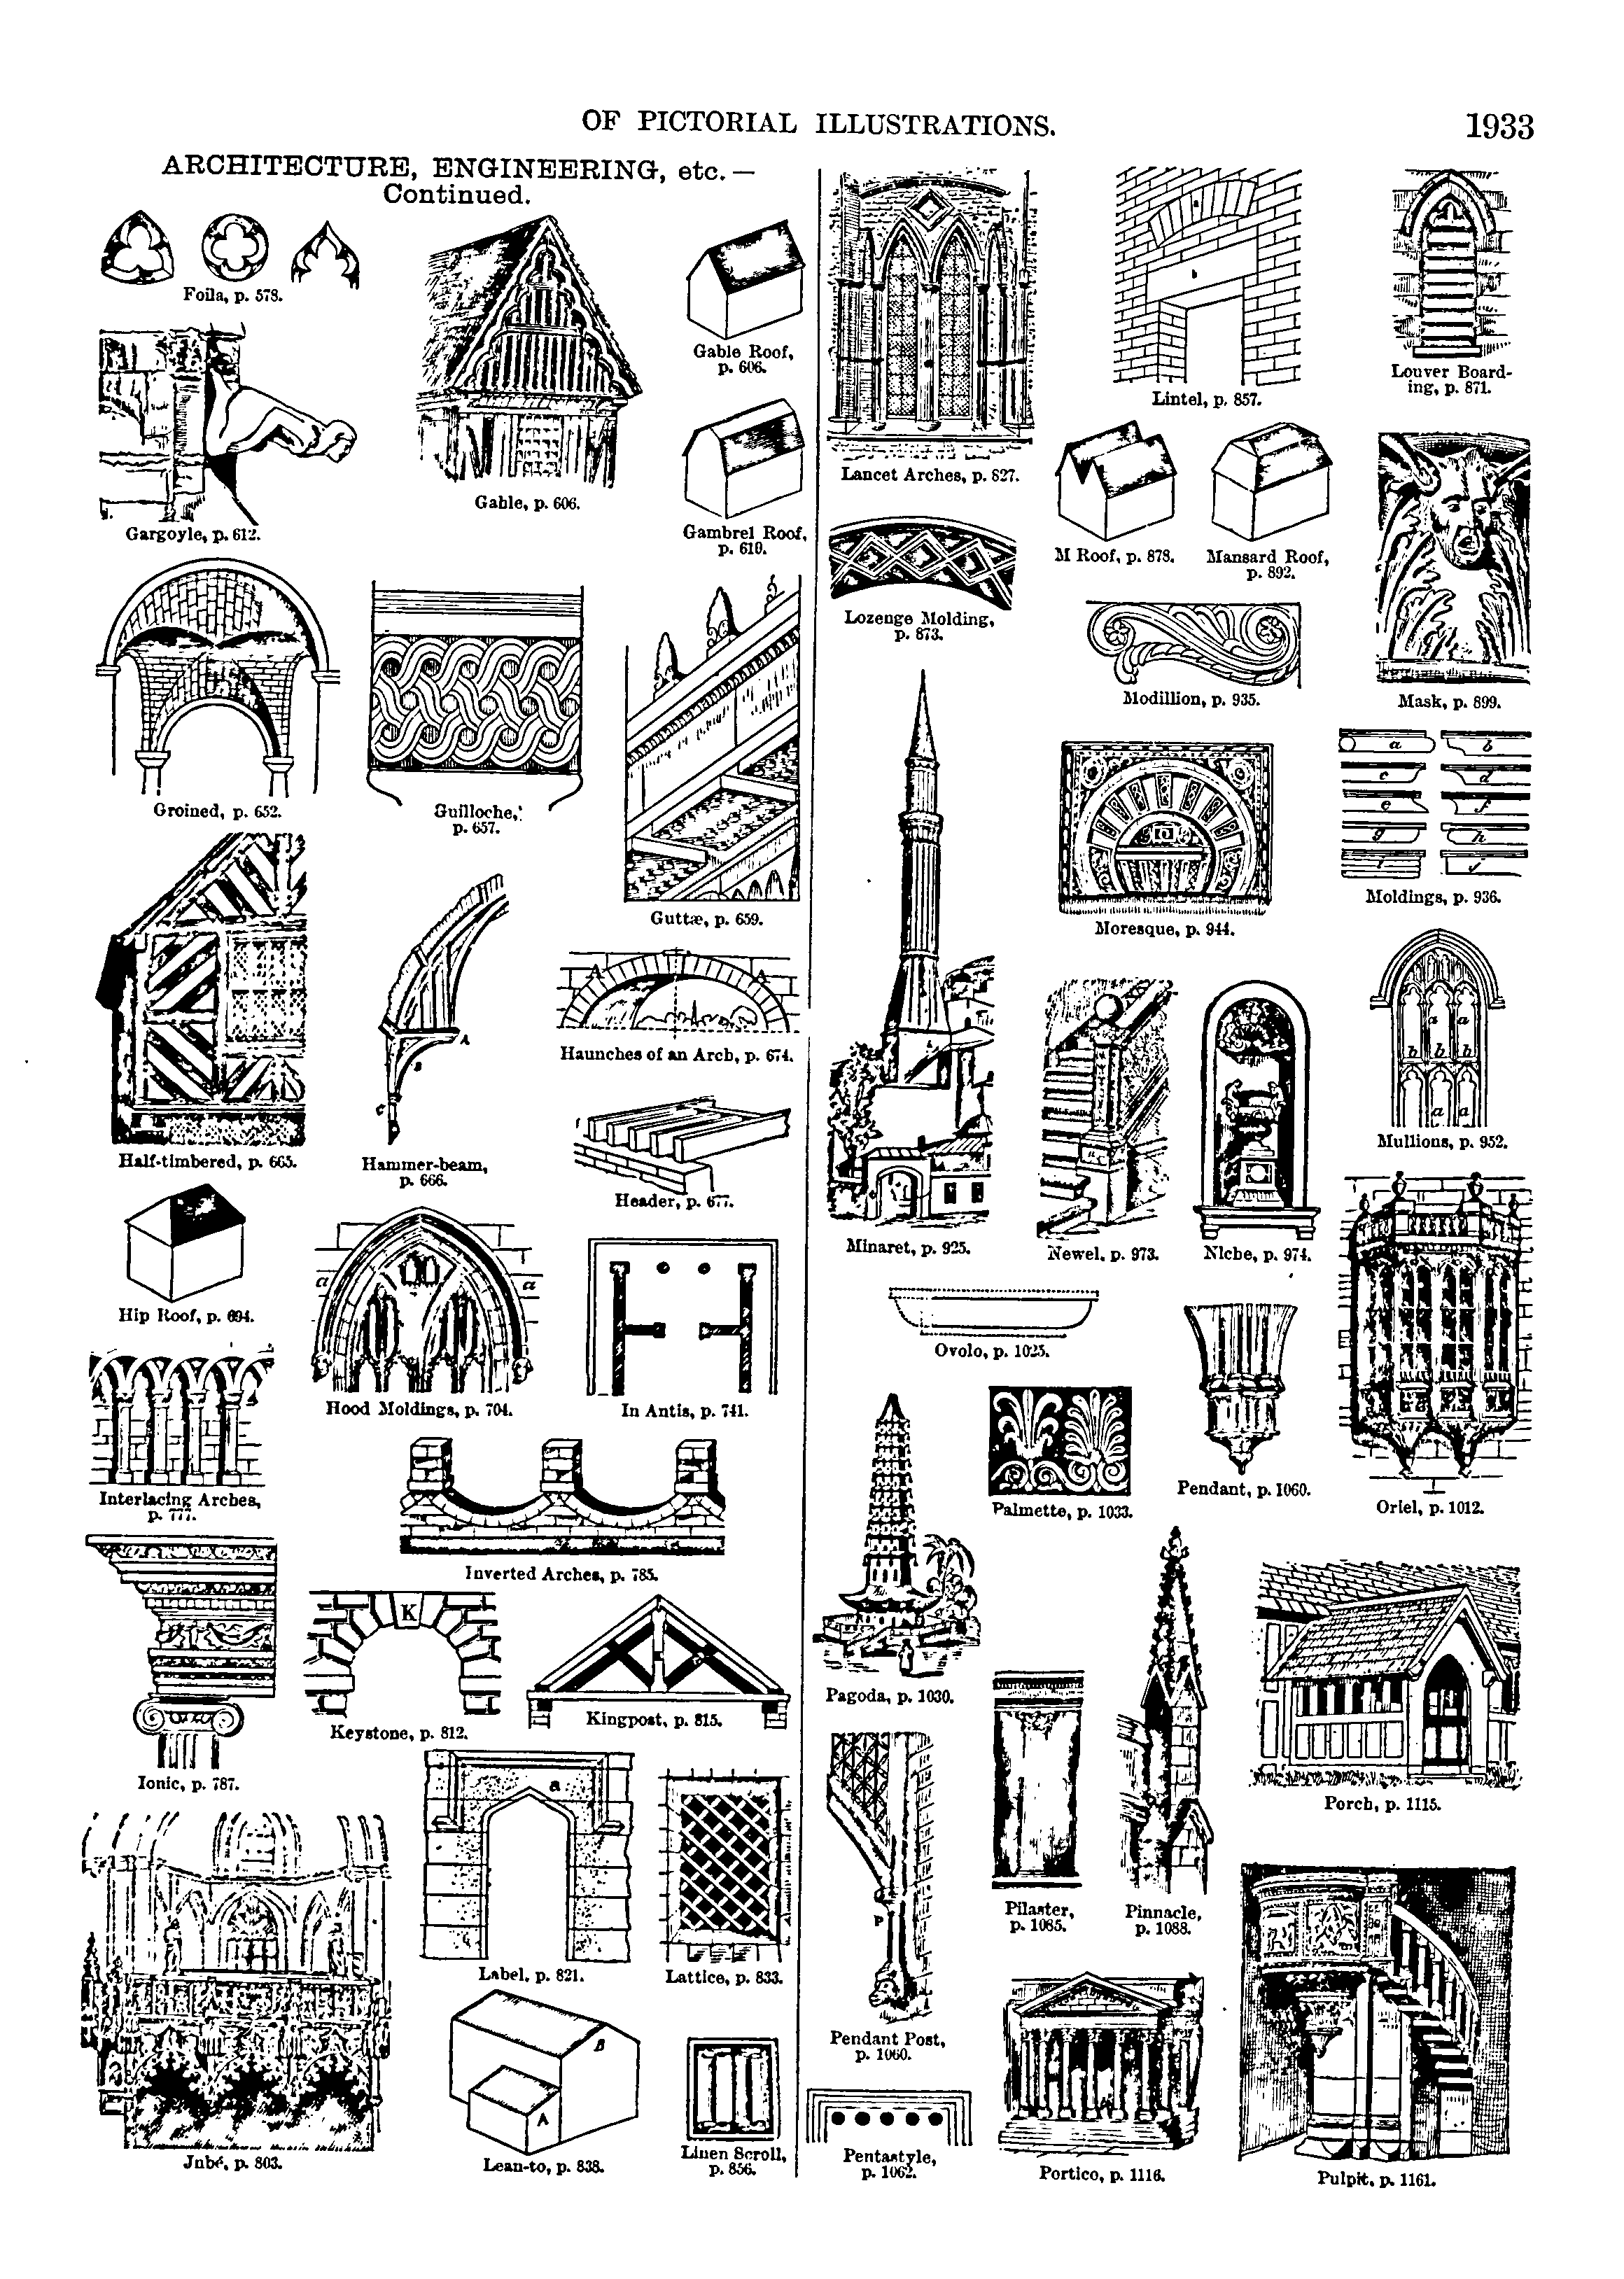 OF PICTORIAL ILLUSTRATIONS.
1933
ARCHITECTURE, ENGINEERING, etc. —
Continued.
Foils, p. 578.
Gable Roof,
p. 606.
Gable, p. 606.
Gargoyle, p. 612.
Gambrel Roof,
p. 610.
Groined, p. 652.
Guilloche,
p. 657.
Guttæ, p. 659.
A
A
Haunches of an Arch, p. 674.
A
B
C
Half-timbered, p. 665.
Hammer-beam,
p. 666.
Header, p. 677.
Hip Roof, p. 694.
a
a
Hood Moldings, p. 704.
In Antis, p. 741.
Interlacing Arches,
p. 777.
Inverted Arches, p. 785.
K
Keystone, p. 812.
Kingpost, p. 815.
Ionic, p. 787.
a
Label, p. 821.
Lattice, p. 833.
Jubé, p. 803.
B
A
Lean-to, p. 838.
Linen Scroll,
p. 856.
Lancet Arches, p. 827.
b
Lintel, p. 857.
Louver Board-
ing, p. 871.
M Roof, p. 878.
Mansard Roof,
p. 892.
Lozenge Molding,
p. 873.
Modillion, p. 935.
Mask, p. 899.
a
b
c
d
e
f
g
h
i
j
Moldings, p. 936.
Moresque, p. 944.
a a
b b b
a a
Mullions, p. 952.
Minaret, p. 925.
Newel, p. 973.
Niche, p. 974.
Ovolo, p. 1025.
Palmette, p. 1033.
Pendant, p. 1060.
Oriel, p. 1012.
Pagoda, p. 1030.
Porch, p. 1115.
P
Pilaster,
p. 1085.
Pinnacle,
p. 1088.
Pendant Post,
p. 1060.
Pentastyle,
p. 1062.
Portico, p. 1116.
Pulpit, p. 1161.